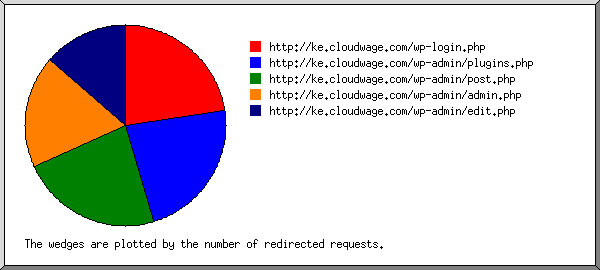 http://ke.cloudwage.com/wp-login.php
http://ke.cloudwage.com/wp-admin/plugins.php
http://ke.cloudwage.com/wp-admin/post.php
http://ke.cloudwage.com/wp-admin/admin.php
http://ke.cloudwage.com/wp-admin/edit.php
The wedges are plotted by the number of redirected requests.